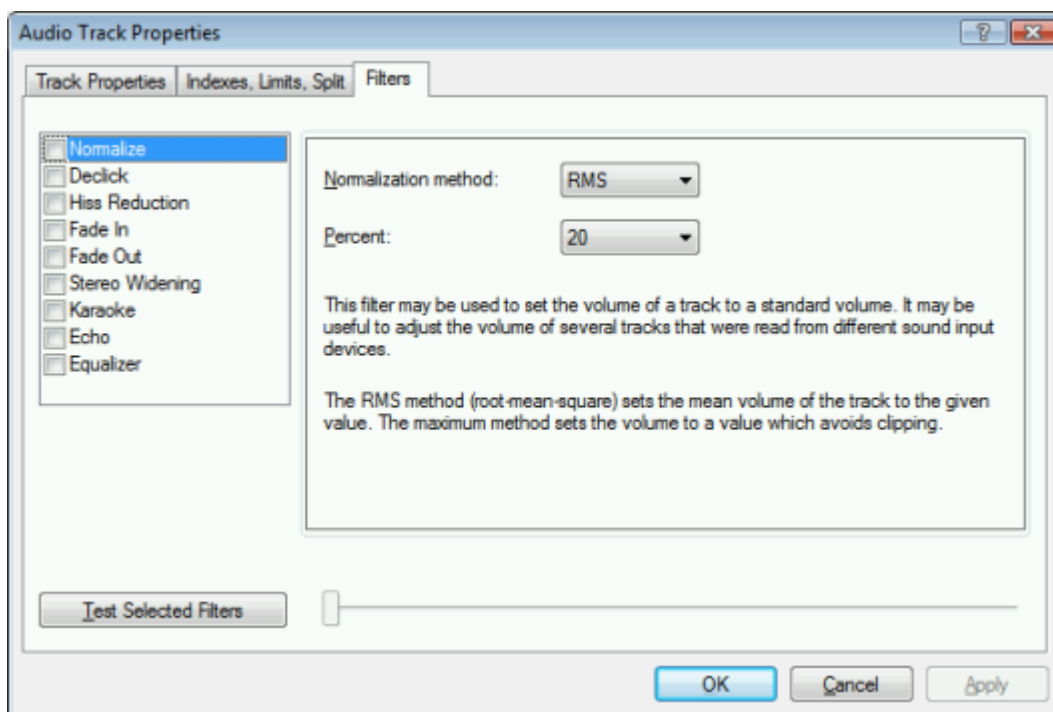 Audio Track Properties
Track Properties
Indexes, Limits, Split
Filters
Normalize
Declick
Hiss Reduction
Fade In
Fade Out
Stereo Widening
Karaoke
Echo
Equalizer
Normalization method: RMS
Percent: 20
This filter may be used to set the volume of a track to a standard volume. It may be
useful to adjust the volume of several tracks that were read from different sound input
devices.
The RMS method (root-mean-square) sets the mean volume of the track to the given
value. The maximum method sets the volume to a value which avoids clipping.
Test Selected Filters
OK
Cancel
Apply